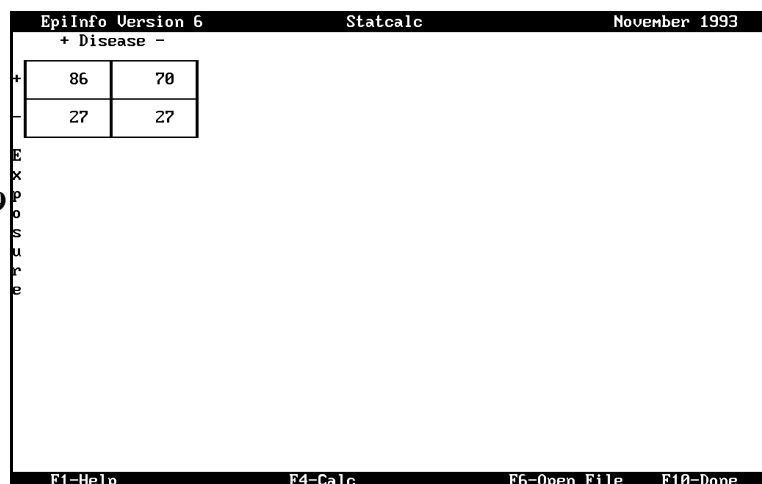 EpiInfo Version 6 Statcalc November 1993
+ Disease -
+ 86 70
- 27 27
E
x
p
o
s
u
r
e
F1-Help F4-Calc F6-Open File F10-Done